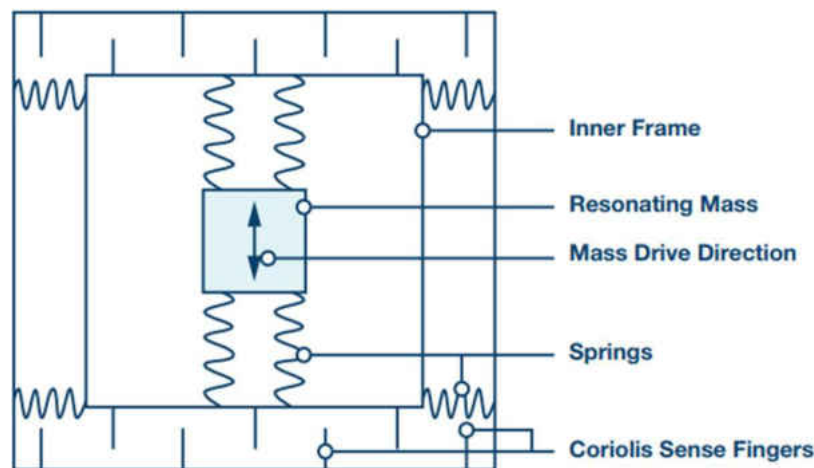 Inner Frame
Resonating Mass
Mass Drive Direction
Springs
Coriolis Sense Fingers